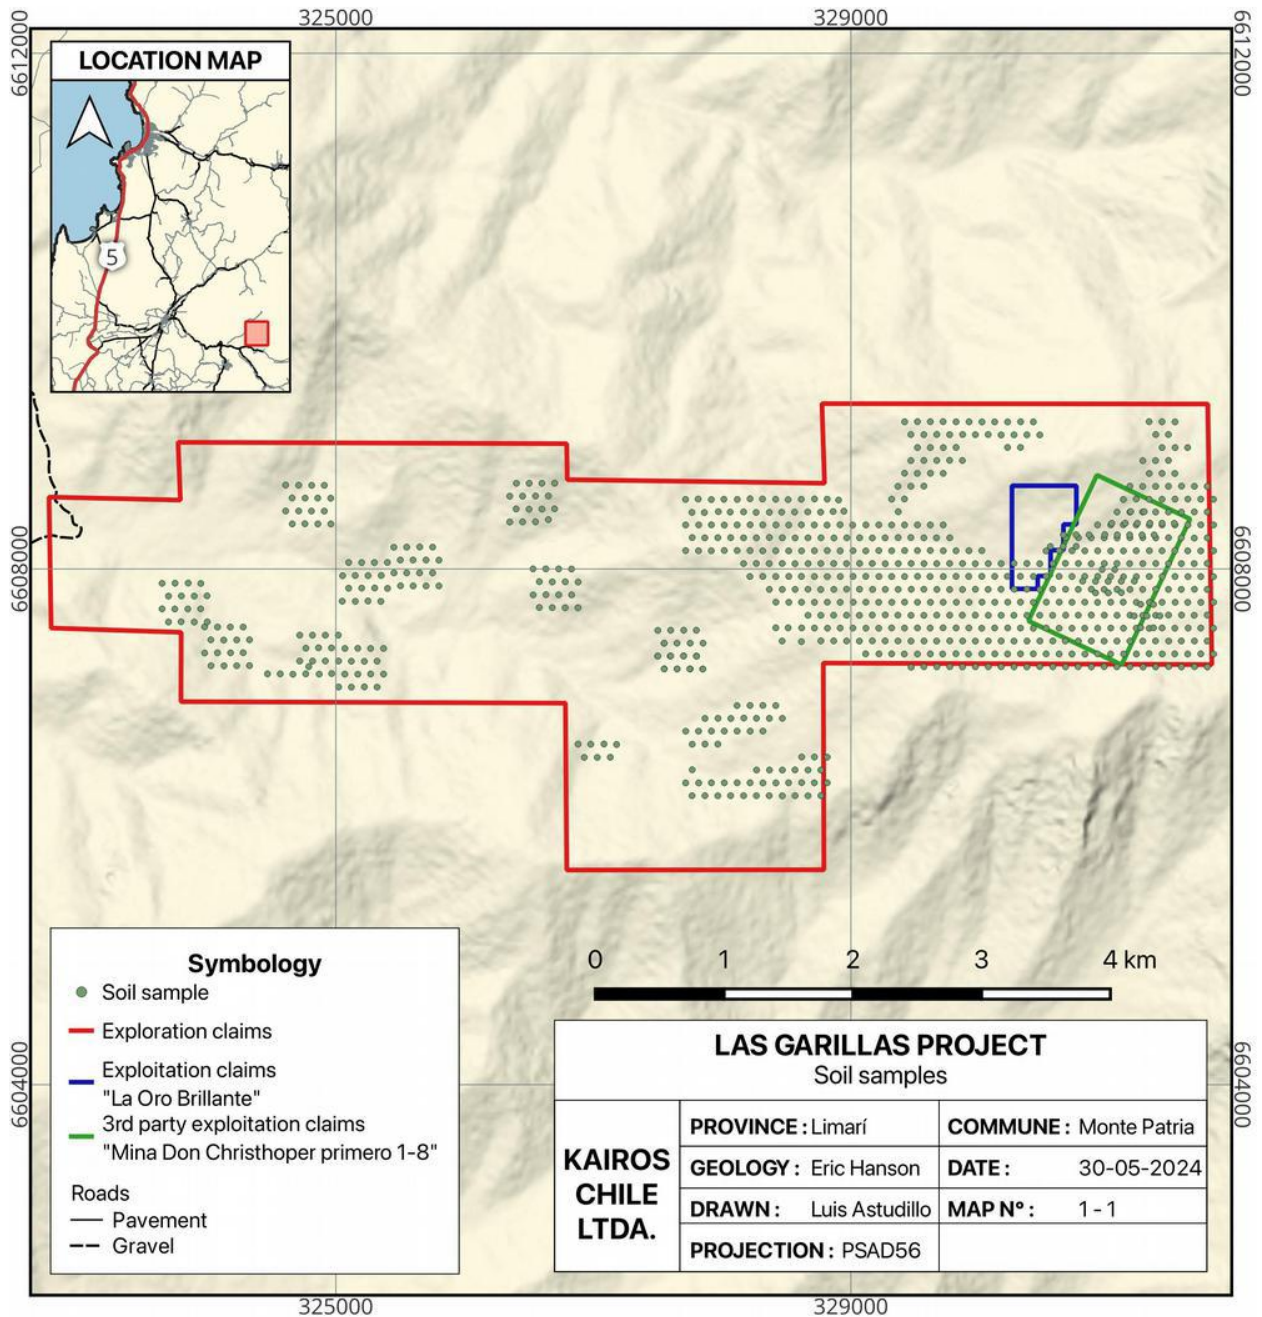 325000
329000
6612000
6612000
LOCATION MAP
5
6608000
6608000
Symbology
Soil sample
Exploration claims
Exploitation claims
"La Oro Brillante"
3rd party exploitation claims
"Mina Don Christhoper primero 1-8"
Roads
Pavement
Gravel
0 1 2 3 4 km
LAS GARILLAS PROJECT
Soil samples
KAIROS
CHILE
LTDA.
PROVINCE : Limarí
COMMUNE : Monte Patria
GEOLOGY : Eric Hanson
DATE : 30-05-2024
DRAWN : Luis Astudillo
MAP Nº : 1 - 1
PROJECTION : PSAD56
6604000
6604000
325000
329000